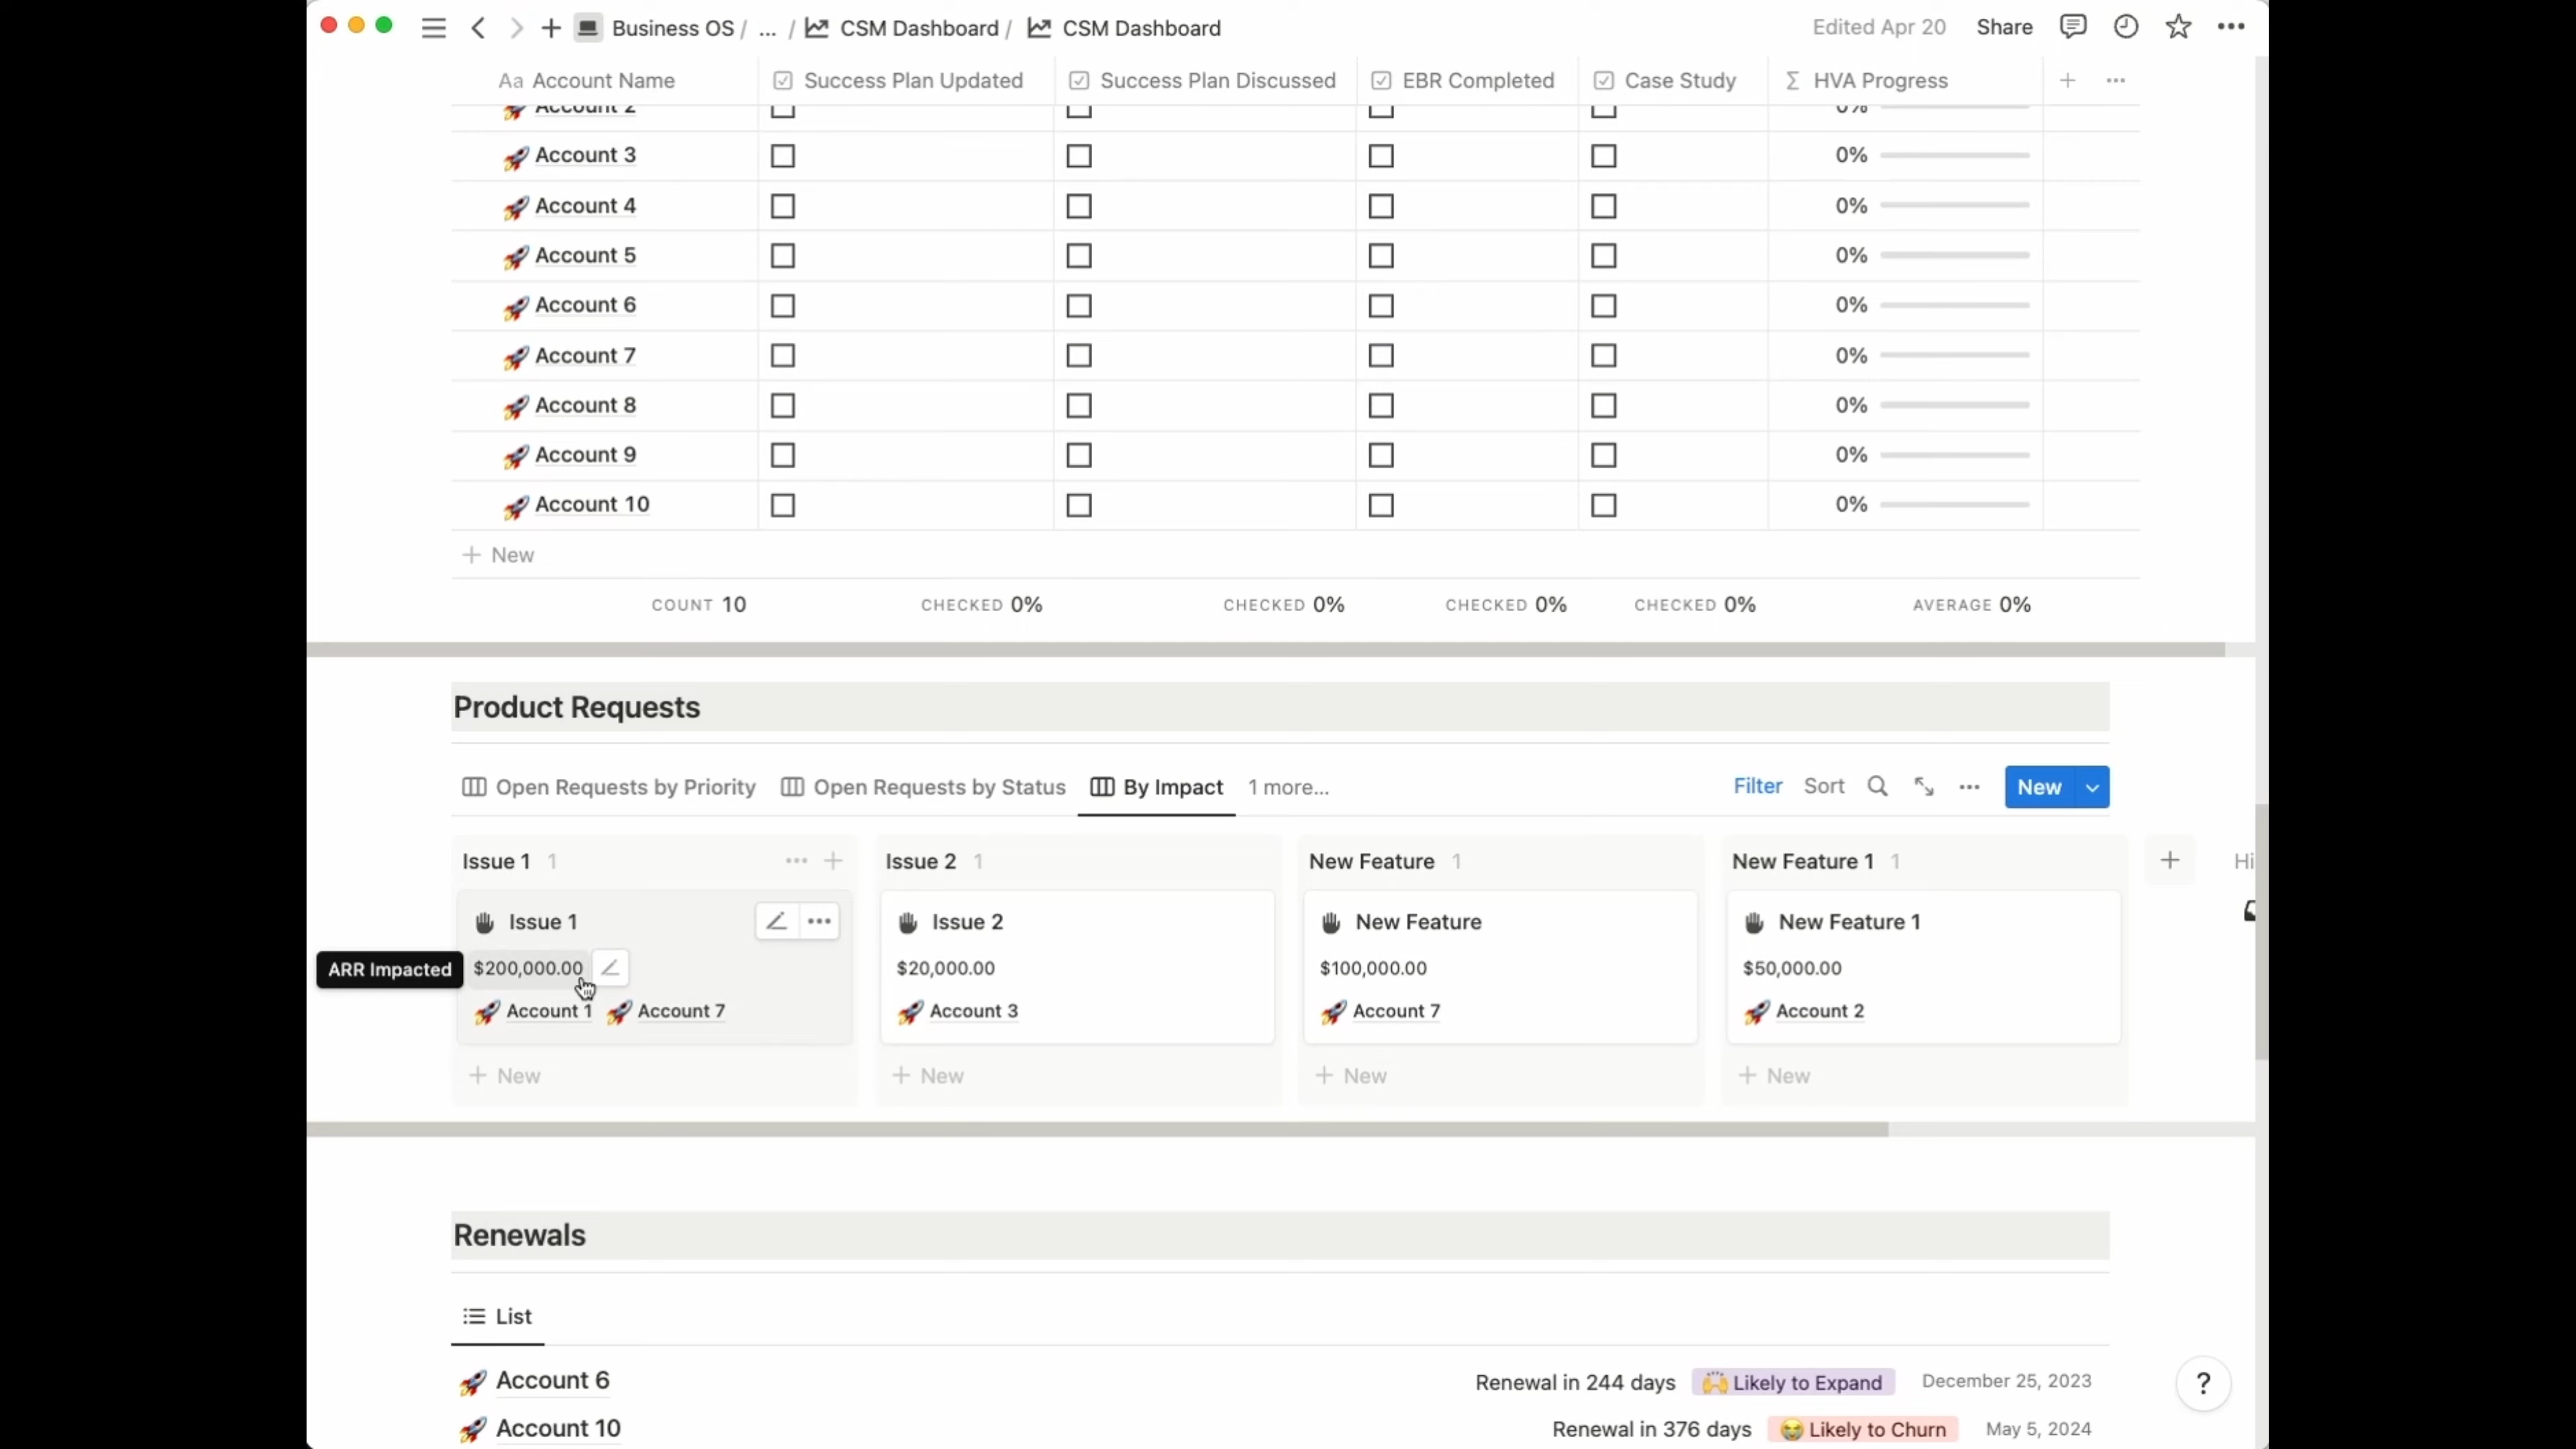 Business OS / ... / CSM Dashboard / CSM Dashboard Edited Apr 20 Share
Aa Account Name Success Plan Updated Success Plan Discussed EBR Completed Case Study Σ HVA Progress
Account 2 0%
Account 3 0%
Account 4 0%
Account 5 0%
Account 6 0%
Account 7 0%
Account 8 0%
Account 9 0%
Account 10 0%
+ New
COUNT 10 CHECKED 0% CHECKED 0% CHECKED 0% CHECKED 0% AVERAGE 0%
Product Requests
Open Requests by Priority Open Requests by Status By Impact 1 more... Filter Sort New
Issue 1 1 Issue 2 1 New Feature 1 New Feature 1 1 Hi
Issue 1 Issue 2 New Feature New Feature 1
ARR Impacted $200,000.00 $20,000.00 $100,000.00 $50,000.00
Account 1 Account 7 Account 3 Account 7 Account 2
+ New + New + New + New
Renewals
List
Account 6 Renewal in 244 days Likely to Expand December 25, 2023
Account 10 Renewal in 376 days Likely to Churn May 5, 2024
?